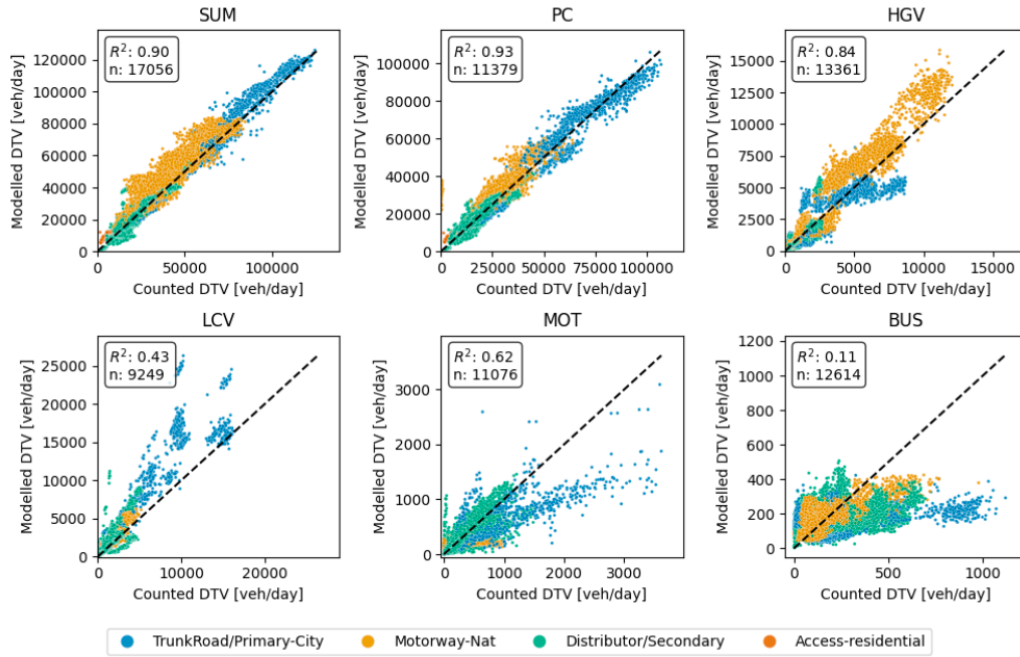 SUM
R²: 0.90
n: 17056
Modelled DTV [veh/day]
120000
100000
80000
60000
40000
20000
0
0
50000
100000
Counted DTV [veh/day]
PC
R²: 0.93
n: 11379
Modelled DTV [veh/day]
100000
80000
60000
40000
20000
0
0
25000
50000
75000
100000
Counted DTV [veh/day]
HGV
R²: 0.84
n: 13361
Modelled DTV [veh/day]
15000
12500
10000
7500
5000
2500
0
0
5000
10000
15000
Counted DTV [veh/day]
LCV
R²: 0.43
n: 9249
Modelled DTV [veh/day]
25000
20000
15000
10000
5000
0
0
10000
20000
Counted DTV [veh/day]
MOT
R²: 0.62
n: 11076
Modelled DTV [veh/day]
3000
2000
1000
0
0
1000
2000
3000
Counted DTV [veh/day]
BUS
R²: 0.11
n: 12614
Modelled DTV [veh/day]
1200
1000
800
600
400
200
0
0
500
1000
Counted DTV [veh/day]
TrunkRoad/Primary-City
Motorway-Nat
Distributor/Secondary
Access-residential